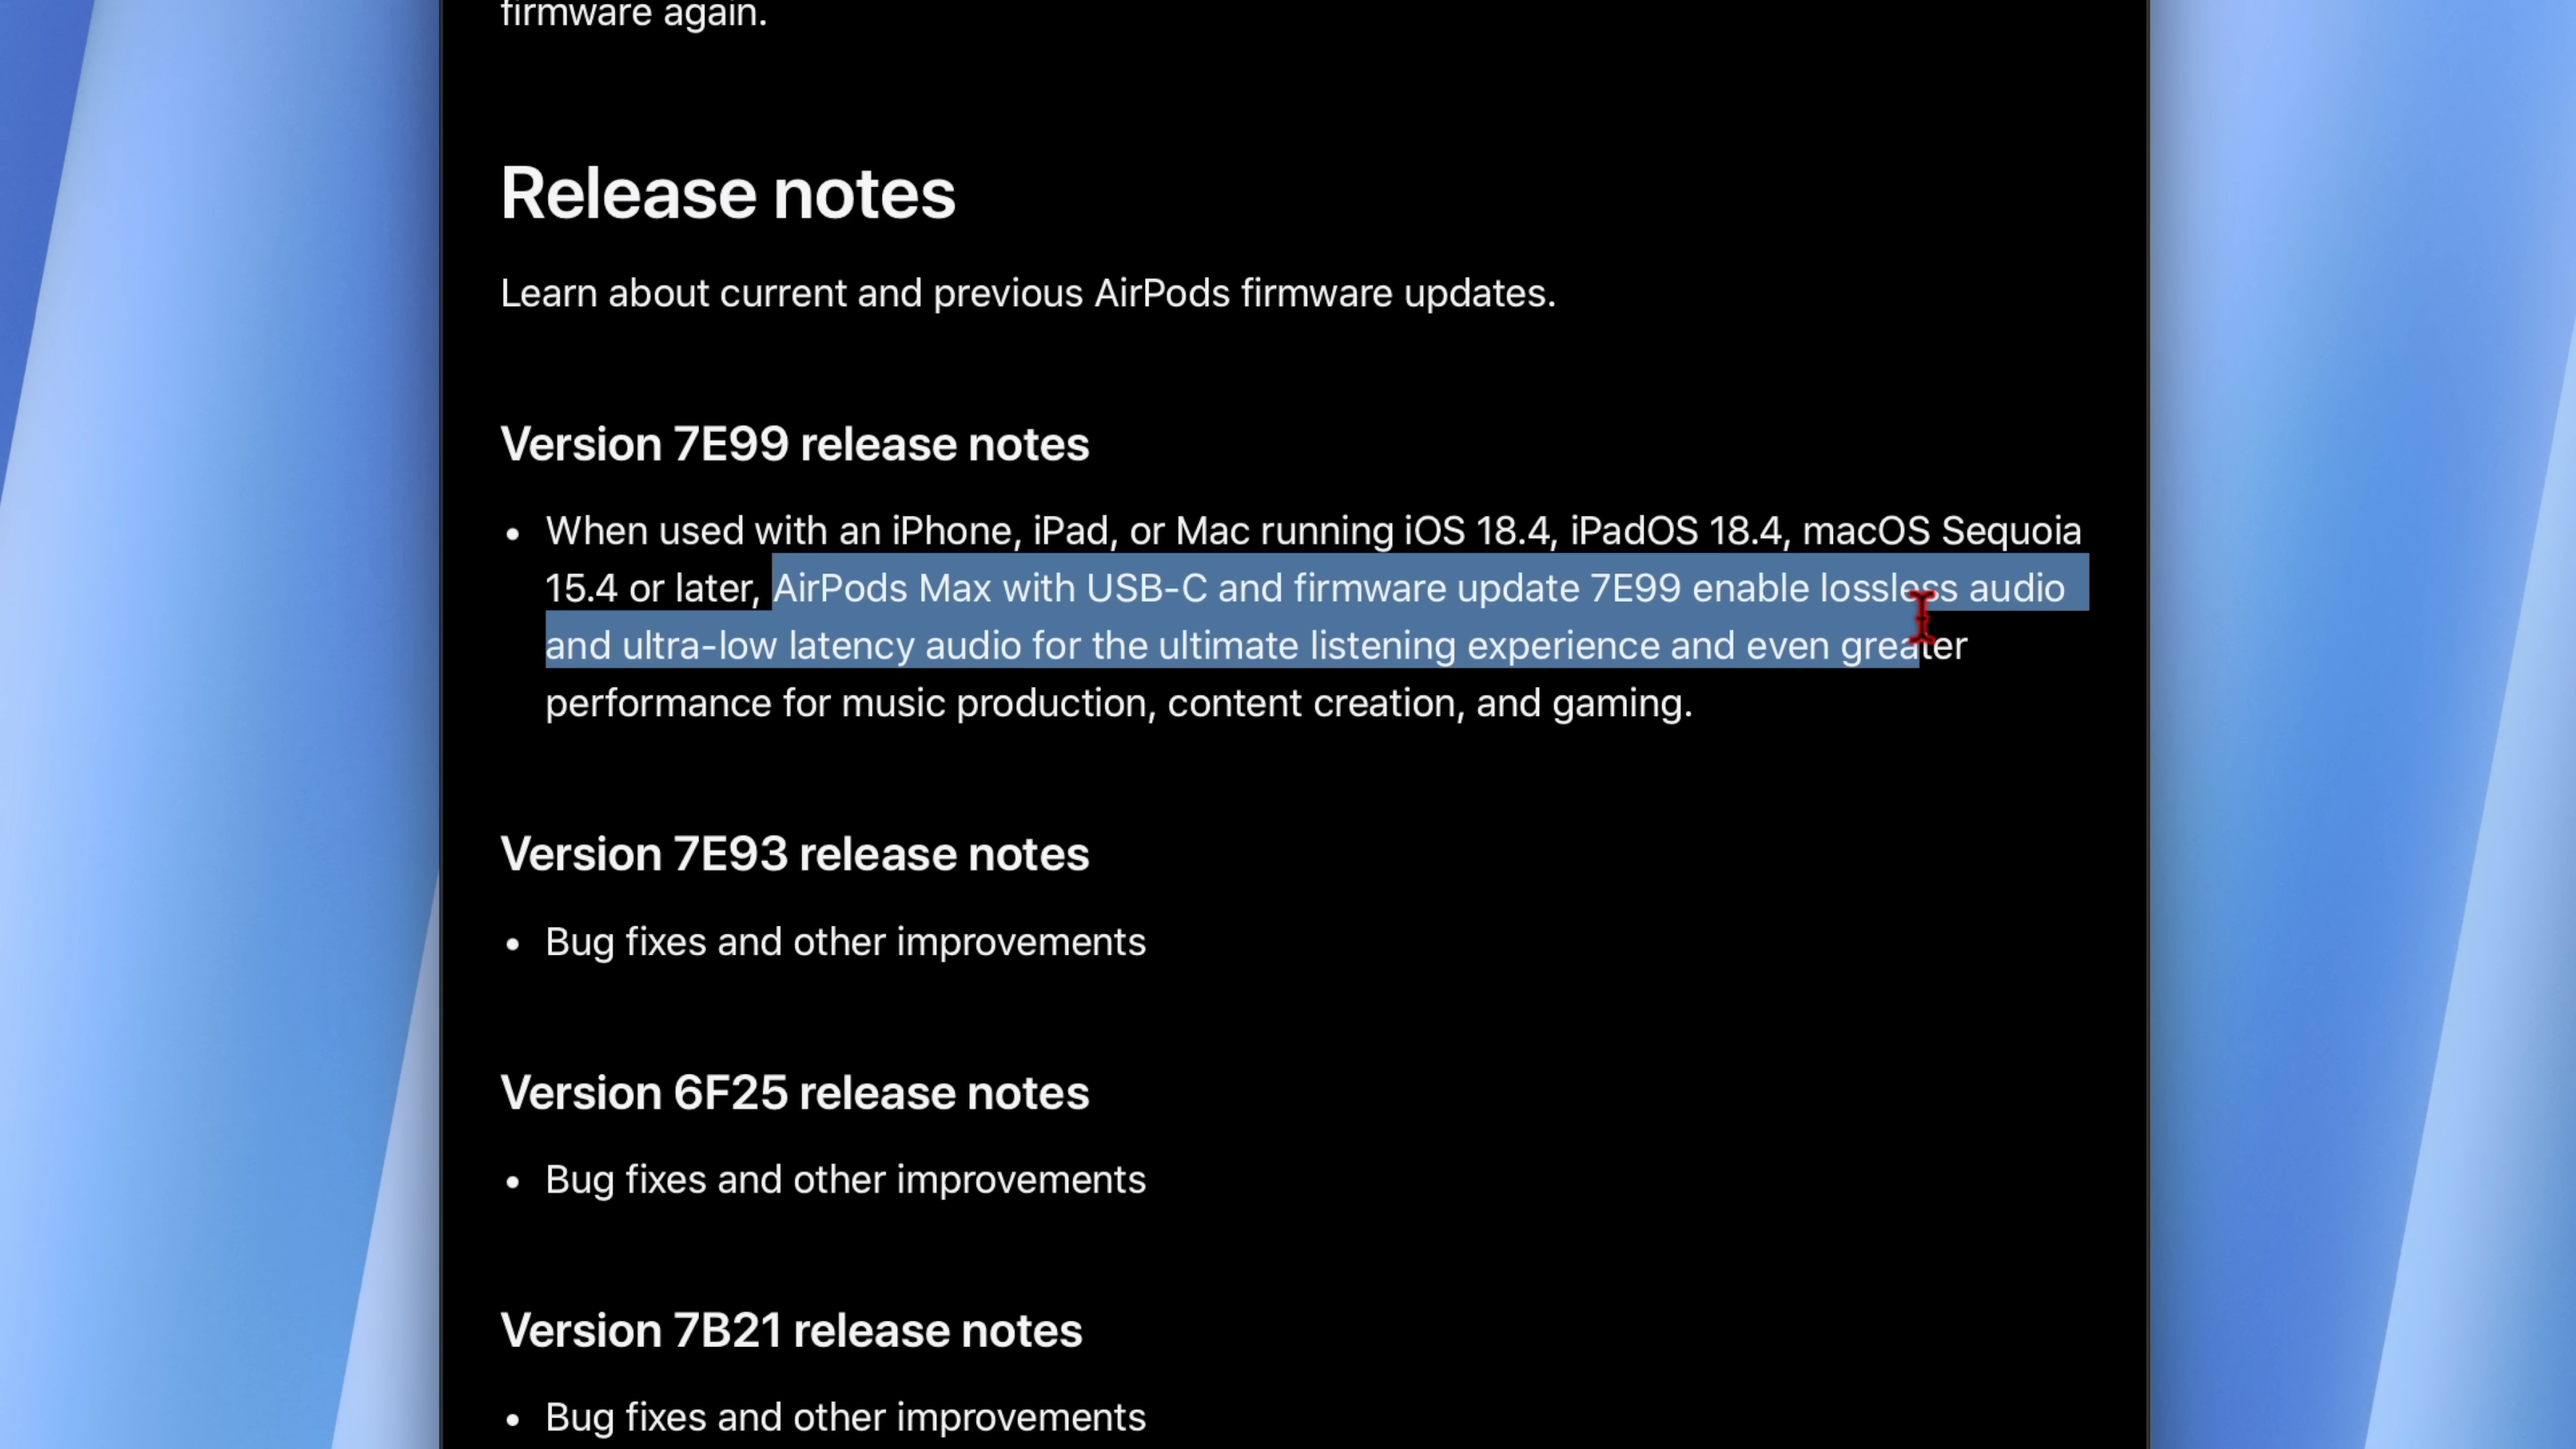 firmware again.
Release notes
Learn about current and previous AirPods firmware updates.
Version 7E99 release notes
• When used with an iPhone, iPad, or Mac running iOS 18.4, iPadOS 18.4, macOS Sequoia
15.4 or later, AirPods Max with USB-C and firmware update 7E99 enable lossless audio
and ultra-low latency audio for the ultimate listening experience and even greater
performance for music production, content creation, and gaming.
Version 7E93 release notes
• Bug fixes and other improvements
Version 6F25 release notes
• Bug fixes and other improvements
Version 7B21 release notes
• Bug fixes and other improvements